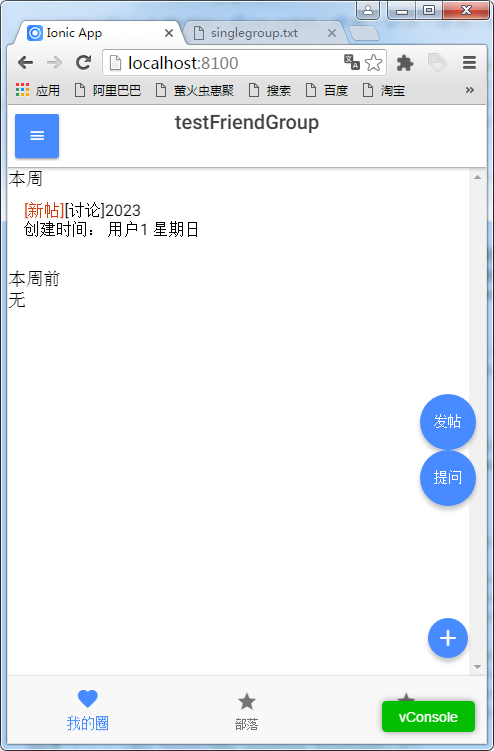 Ionic App
singlegroup.txt
localhost:8100
应用 阿里巴巴 萤火虫惠聚 搜索 百度 淘宝 »
testFriendGroup
本周
[新帖][讨论]2023
创建时间： 用户1 星期日
本周前
无
发帖
提问
我的圈
部落
vConsole